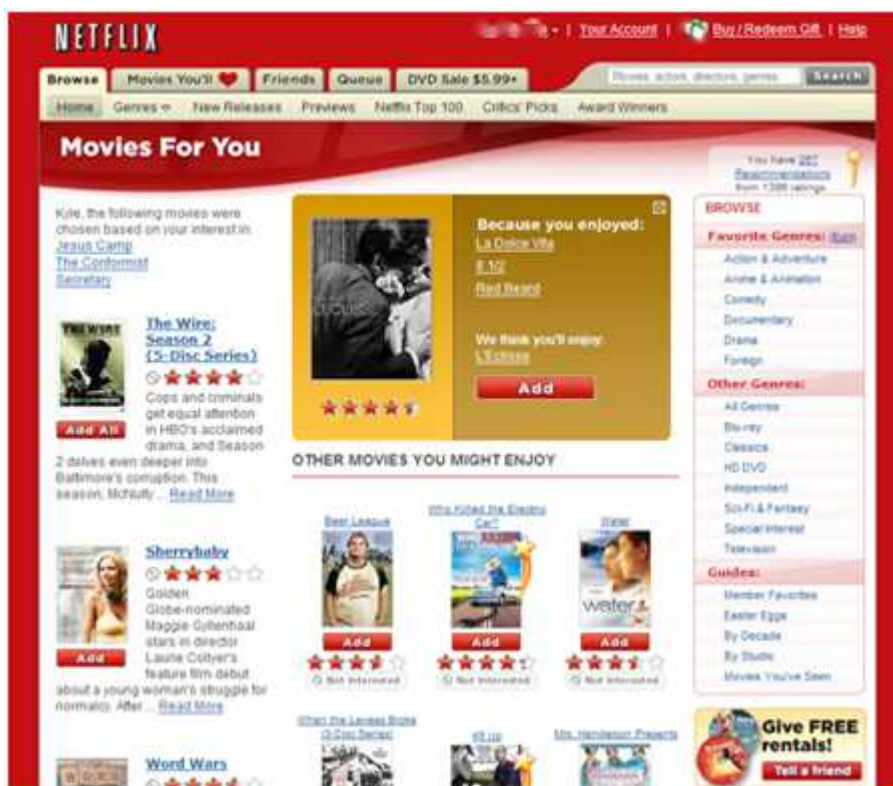 NETFLIX
Your Account | Buy / Redeem Gift | Help
Browse Movies You'll Friends Queue DVD Sale $5.99+
Movies, actors, directors, genres Search
Home Genres New Releases Previews Netflix Top 100 Critics' Picks Award Winners
Movies For You
You have 287
Recommendations
from 1386 ratings
Kyle, the following movies were
chosen based on your interest in:
Jesus Camp
The Conformist
Secretary
THE WIRE
The Wire:
Season 2
(5-Disc Series)
Add All
Cops and criminals
get equal attention
in HBO's acclaimed
drama, and Season
2 delves even deeper into
Baltimore's corruption. This
season, McNulty ... Read More
Sherrybaby
Add
Golden
Globe-nominated
Maggie Gyllenhaal
stars in director
Laurie Collyer's
feature film debut
about a young woman's struggle for
normalcy. After ... Read More
Word Wars
Because you enjoyed:
La Dolce Vita
8 1/2
Red Beard
We think you'll enjoy:
L'Eclisse
Add
OTHER MOVIES YOU MIGHT ENJOY
Beer League
Who Killed the Electric
Car?
Water
water
Add
Add
Add
Not Interested
Not Interested
Not Interested
When the Levees Broke
(3-Disc Series)
49 Up
Mrs. Henderson Presents
BROWSE
Favorite Genres:
Action & Adventure
Anime & Animation
Comedy
Documentary
Drama
Foreign
Other Genres:
All Genres
Blu-ray
Classics
HD DVD
Independent
Sci-Fi & Fantasy
Special Interest
Television
Guides:
Member Favorites
Easter Eggs
By Decade
By Studio
Movies You've Seen
Give FREE
rentals!
Tell a friend